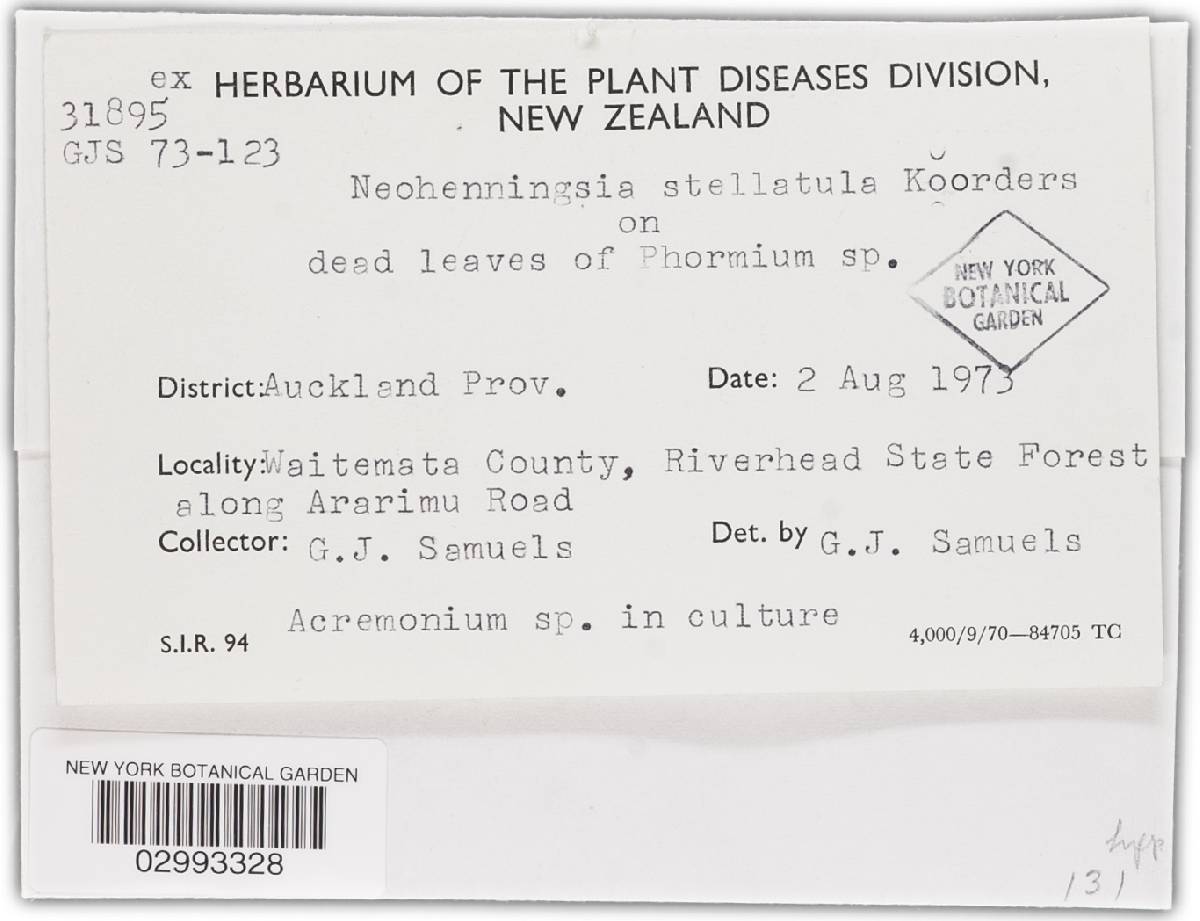 ex HERBARIUM OF THE PLANT DISEASES DIVISION,
31895
NEW ZEALAND
GJS 73-123
Neohenningsia stellatula Koorders
on
dead leaves of Phormium sp.
NEW YORK
BOTANICAL
GARDEN
District: Auckland Prov.
Date: 2 Aug 1973
Locality: Waitemata County, Riverhead State Forest
along Ararimu Road
Collector: G.J. Samuels
Det. by G.J. Samuels
Acremonium sp. in culture
S.I.R. 94
4,000/9/70—84705 TC
NEW YORK BOTANICAL GARDEN
02993328
131